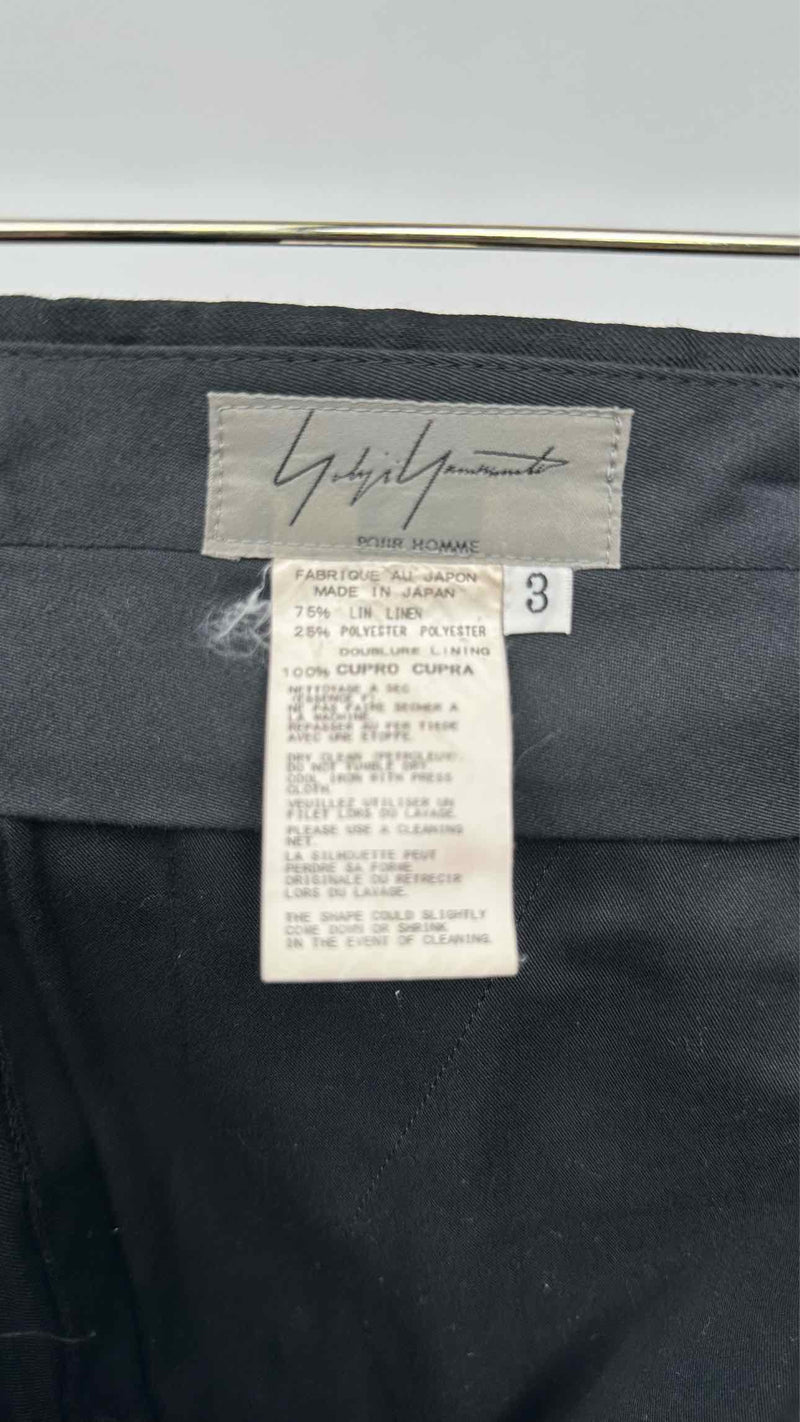 Yohji Yamamoto
POUR HOMME
FABRIQUE AU JAPON
MADE IN JAPAN
3
75% LIN LINEN
25% POLYESTER POLYESTER
DOUBLURE LINING
100% CUPRO CUPRA
NETTOYAGE A SEC
(ESSENCE F).
NE PAS FAIRE SECHER A
LA MACHINE.
REPASSER AU FER TIEDE
AVEC UNE ETOFFE.
DRY CLEAN (PETROLEUM).
DO NOT TUMBLE DRY.
COOL IRON WITH PRESS
CLOTH.
VEUILLEZ UTILISER UN
FILET LORS DU LAVAGE.
PLEASE USE A CLEANING
NET.
LA SILHOUETTE PEUT
PERDRE SA FORME
ORIGINALE OU RETRECIR
LORS DU LAVAGE.
THE SHAPE COULD SLIGHTLY
COME DOWN OR SHRINK
IN THE EVENT OF CLEANING.